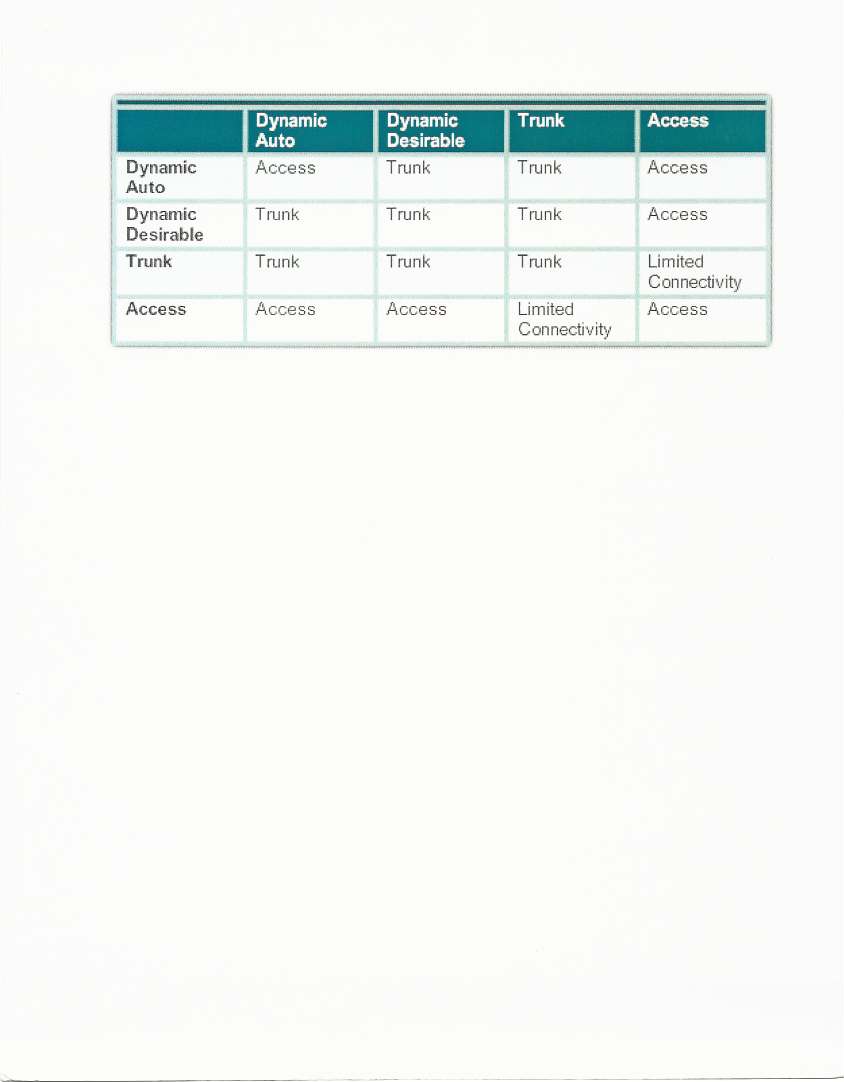 Dynamic Auto Dynamic Desirable Trunk Access
Dynamic Auto Access Trunk Trunk Access
Dynamic Desirable Trunk Trunk Trunk Access
Trunk Trunk Trunk Trunk Limited Connectivity
Access Access Access Limited Connectivity Access